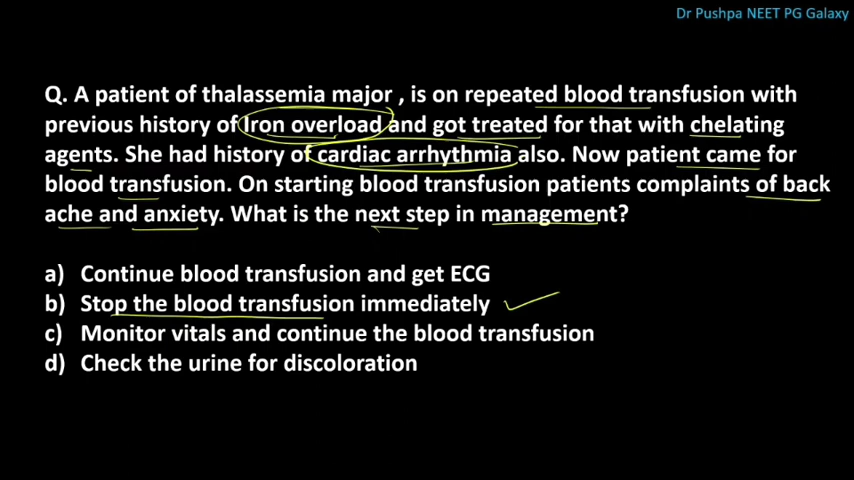 Dr Pushpa NEET PG Galaxy
Q. A patient of thalassemia major , is on repeated blood transfusion with
previous history of Iron overload and got treated for that with chelating
agents. She had history of cardiac arrhythmia also. Now patient came for
blood transfusion. On starting blood transfusion patients complaints of back
ache and anxiety. What is the next step in management?
a) Continue blood transfusion and get ECG
b) Stop the blood transfusion immediately
c) Monitor vitals and continue the blood transfusion
d) Check the urine for discoloration